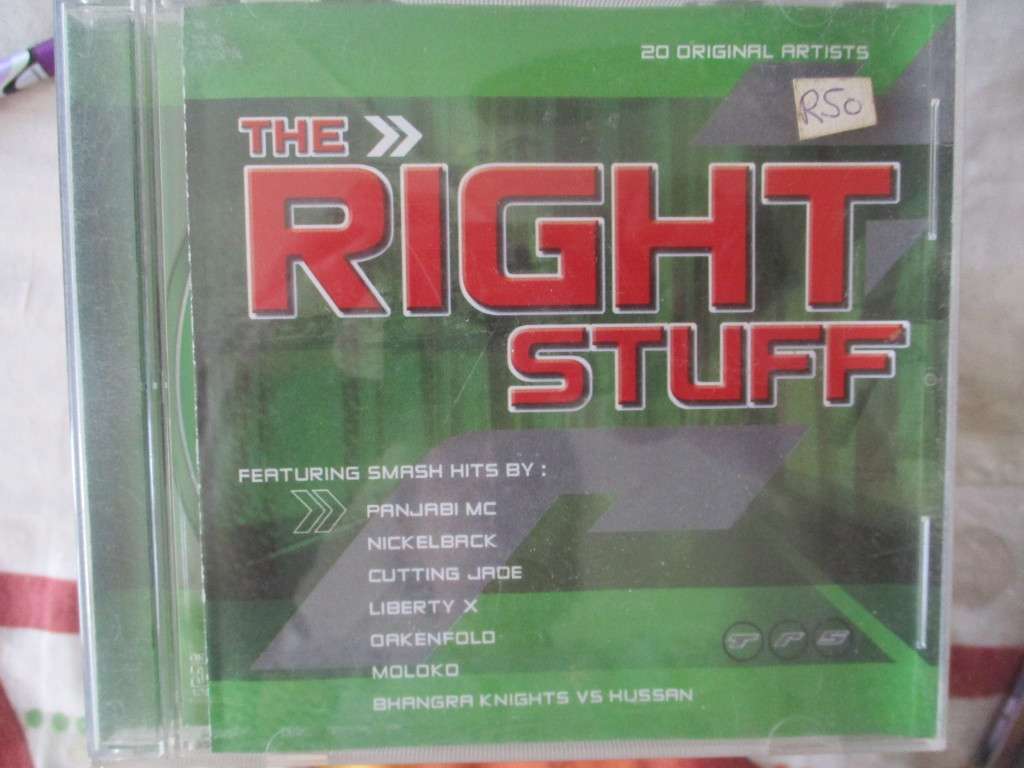 20 ORIGINAL ARTISTS
R50
THE
RIGHT
STUFF
FEATURING SMASH HITS BY :
PANJABI MC
NICKELBACK
CUTTING JADE
LIBERTY X
OAKENFOLD
MOLOKO
BHANGRA KNIGHTS VS HUSSAN
TRS